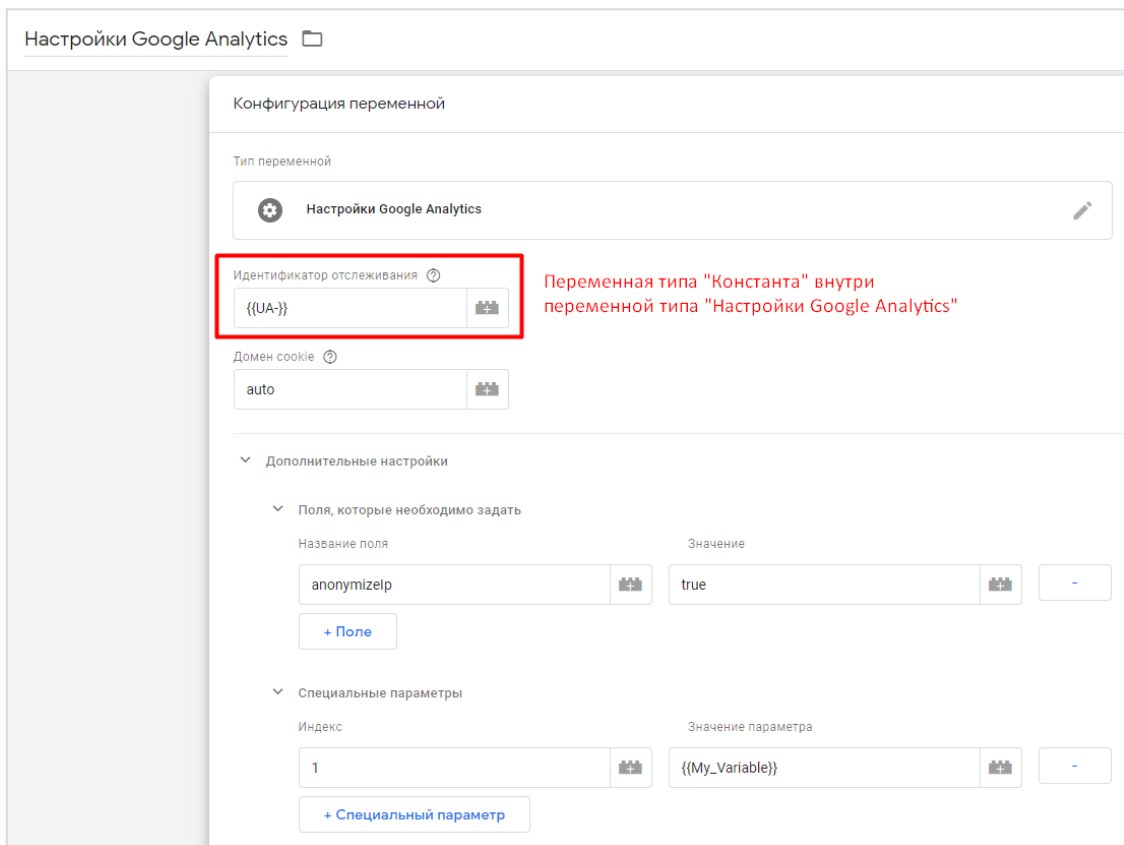 Настройки Google Analytics
Конфигурация переменной
Тип переменной
Настройки Google Analytics
Идентификатор отслеживания
{{UA-}}
Переменная типа "Константа" внутри
переменной типа "Настройки Google Analytics"
Домен cookie
auto
Дополнительные настройки
Поля, которые необходимо задать
Название поля Значение
anonymizeIp true -
+ Поле
Специальные параметры
Индекс Значение параметра
1 {{My_Variable}} -
+ Специальный параметр